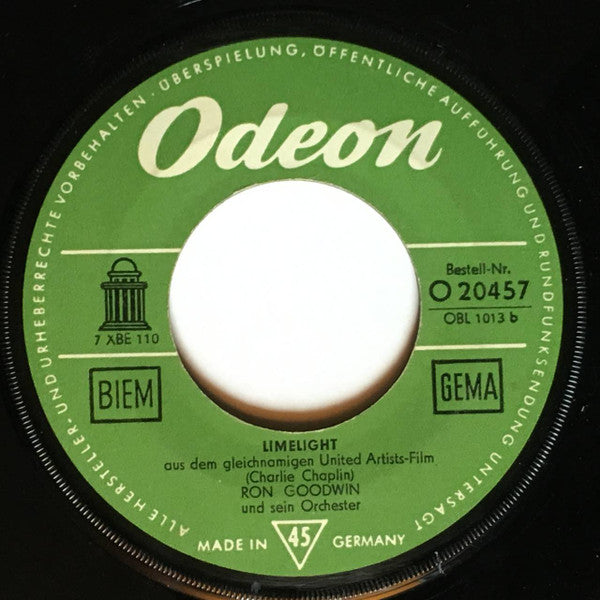 ALLE HERSTELLER- UND URHEBERRECHTE VORBEHALTEN · ÜBERSPIELUNG, ÖFFENTLICHE AUFFÜHRUNG UND RUNDFUNKSENDUNG UNTERSAGT
Odeon
7 XBE 110
BIEM
Bestell-Nr.
O 20457
OBL 1013 b
GEMA
LIMELIGHT
aus dem gleichnamigen United Artists-Film
(Charlie Chaplin)
RON GOODWIN
und sein Orchester
MADE IN 45 GERMANY